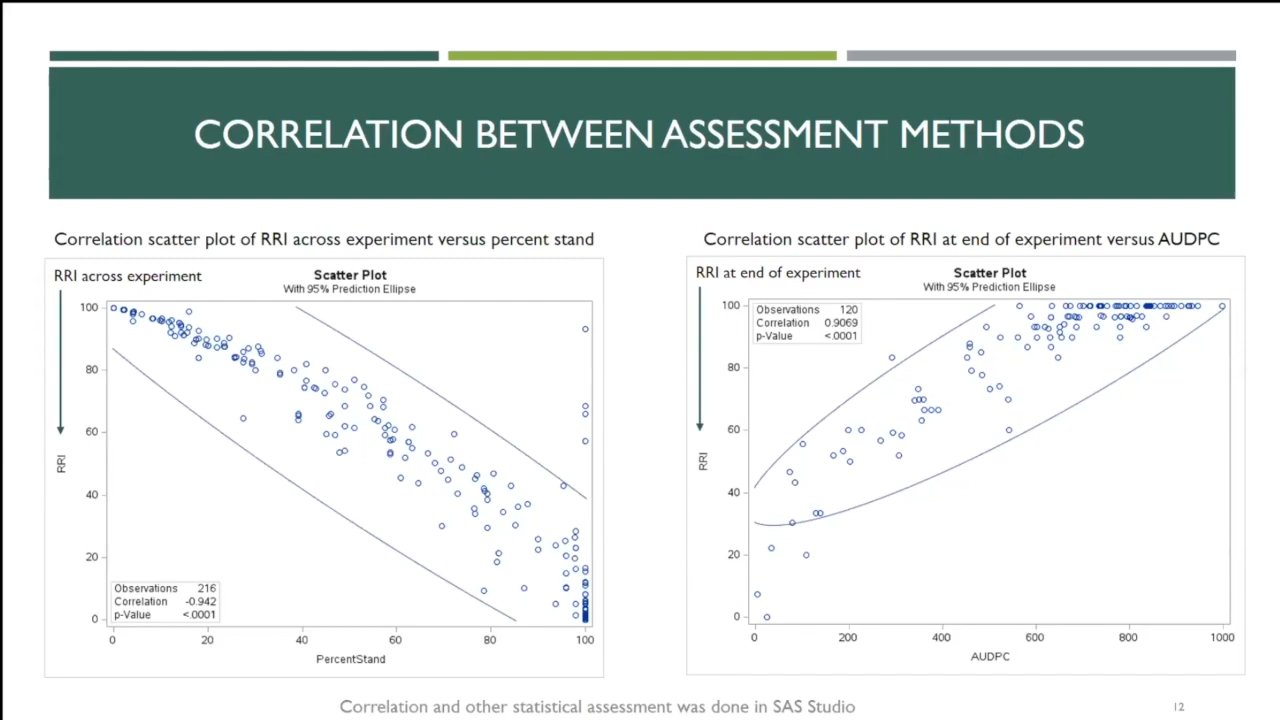 CORRELATION BETWEEN ASSESSMENT METHODS
Correlation scatter plot of RRI across experiment versus percent stand
RRI across experiment
Scatter Plot
With 95% Prediction Ellipse
100
80
60
40
20
0
RRI
Observations 216
Correlation -0.942
p-Value <.0001
0 20 40 60 80 100
PercentStand
Correlation scatter plot of RRI at end of experiment versus AUDPC
RRI at end of experiment
Scatter Plot
With 95% Prediction Ellipse
Observations 120
Correlation 0.9069
p-Value <.0001
100
80
60
40
20
0
RRI
0 200 400 600 800 1000
AUDPC
Correlation and other statistical assessment was done in SAS Studio
12